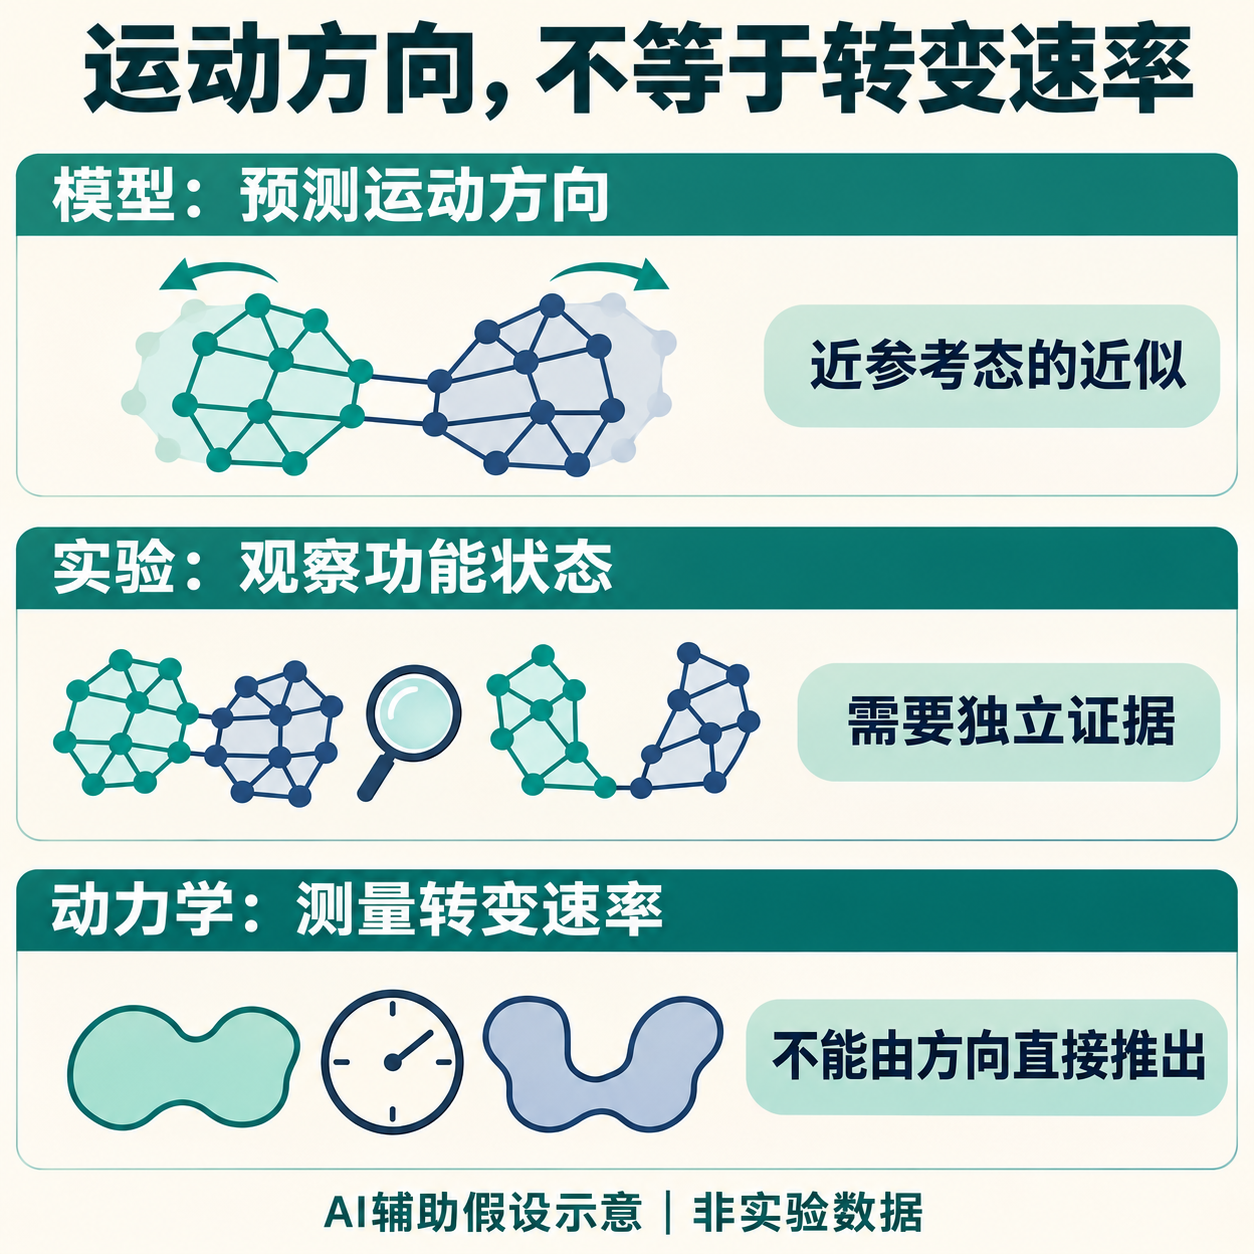 运动方向，不等于转变速率
模型：预测运动方向
近参考态的近似
实验：观察功能状态
需要独立证据
动力学：测量转变速率
不能由方向直接推出
AI辅助假设示意｜非实验数据